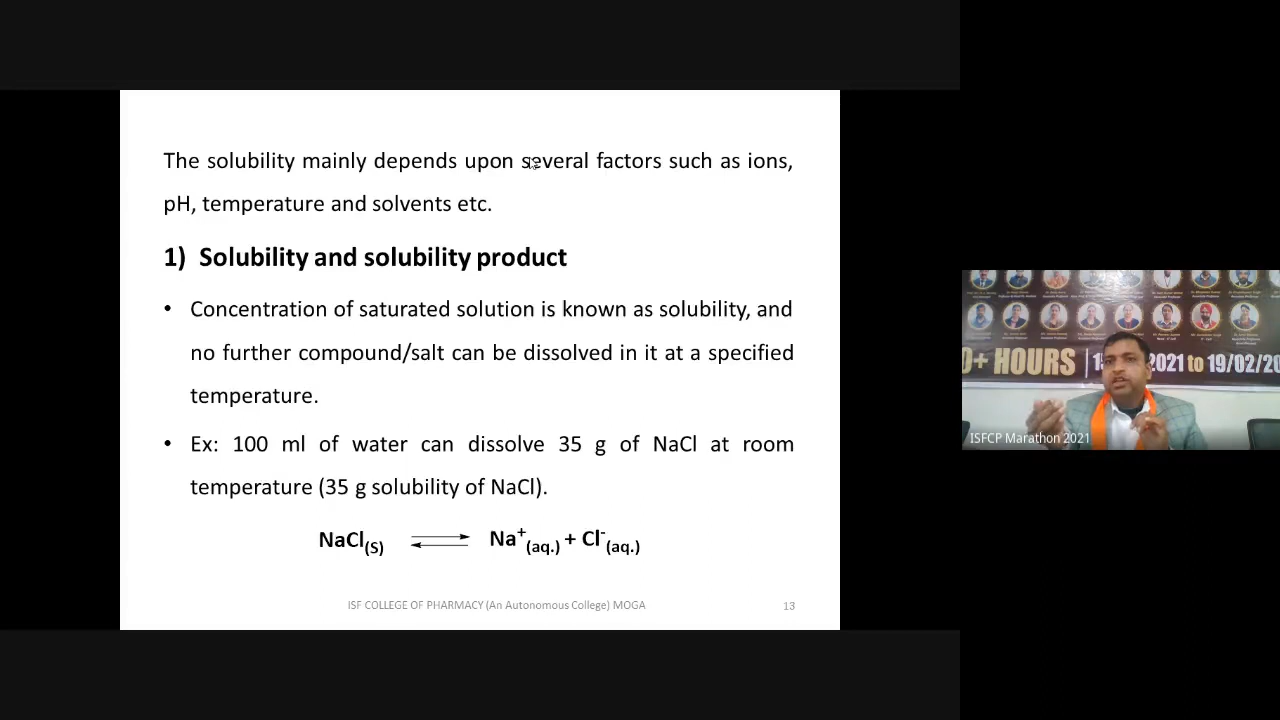 The solubility mainly depends upon several factors such as ions,
pH, temperature and solvents etc.
1) Solubility and solubility product
• Concentration of saturated solution is known as solubility, and
no further compound/salt can be dissolved in it at a specified
temperature.
• Ex: 100 ml of water can dissolve 35 g of NaCl at room
temperature (35 g solubility of NaCl).
NaCl(S) ⇌ Na+(aq.) + Cl-(aq.)
ISF COLLEGE OF PHARMACY (An Autonomous College) MOGA 13
0+ HOURS 2021 to 19/02/20
ISFCP Marathon 2021